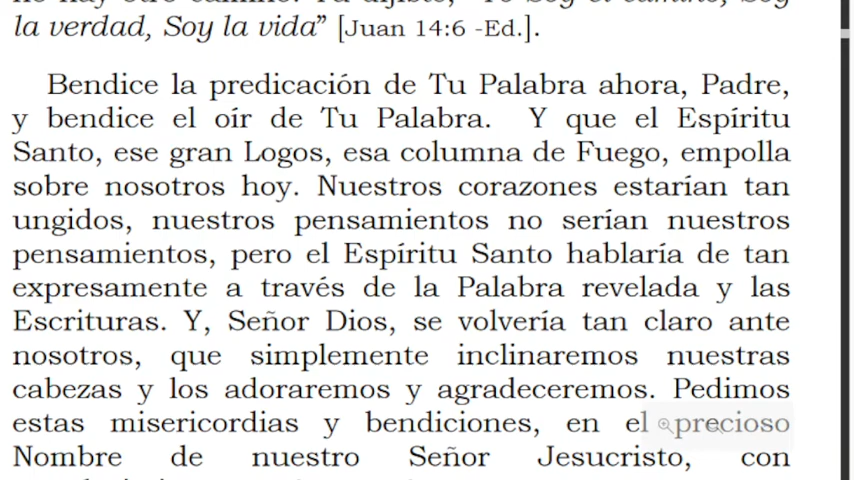 la verdad, Soy la vida” [Juan 14:6 -Ed.].
Bendice la predicación de Tu Palabra ahora, Padre,
y bendice el oír de Tu Palabra. Y que el Espíritu
Santo, ese gran Logos, esa columna de Fuego, empolla
sobre nosotros hoy. Nuestros corazones estarían tan
ungidos, nuestros pensamientos no serían nuestros
pensamientos, pero el Espíritu Santo hablaría de tan
expresamente a través de la Palabra revelada y las
Escrituras. Y, Señor Dios, se volvería tan claro ante
nosotros, que simplemente inclinaremos nuestras
cabezas y los adoraremos y agradeceremos. Pedimos
estas misericordias y bendiciones, en el precioso
Nombre de nuestro Señor Jesucristo, con